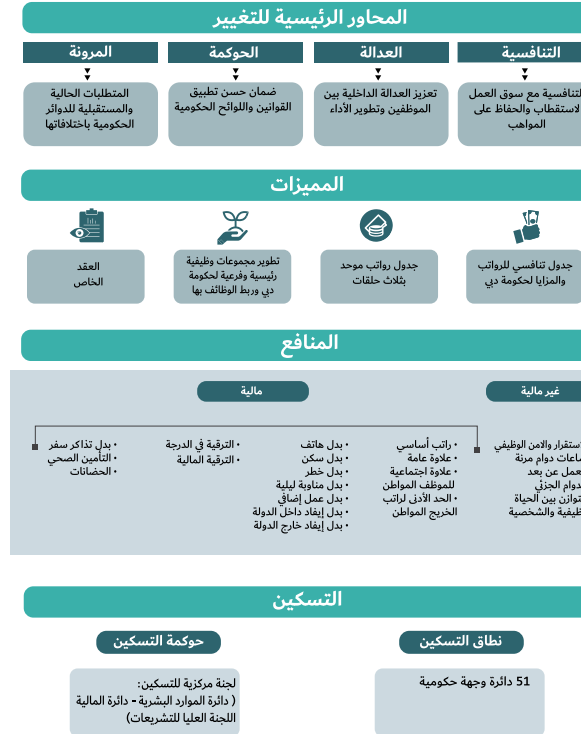 المحاور الرئيسية للتغيير
التنافسية
التنافسية مع سوق العمل
لاستقطاب والحفاظ على
المواهب
العدالة
تعزيز العدالة الداخلية بين
الموظفين وتطوير الأداء
الحوكمة
ضمان حسن تطبيق
القوانين واللوائح الحكومية
المرونة
المتطلبات الحالية
والمستقبلية للدوائر
الحكومية باختلافاتها
المميزات
جدول تنافسي للرواتب
والمزايا لحكومة دبي
جدول رواتب موحد
بثلاث حلقات
تطوير مجموعات وظيفية
رئيسية وفرعية لحكومة
دبي وربط الوظائف بها
العقد
الخاص
المنافع
غير مالية
والامن الوظيفي
دوام مرنة
عن بعد
الجزئي
بين الحياة
والشخصية
مالية
• راتب أساسي
• علاوة عامة
• علاوة اجتماعية
للموظف المواطن
• الحد الأدنى لراتب
الخريج المواطن
• بدل هاتف
• بدل سكن
• بدل خطر
• بدل مناوبة ليلية
• بدل عمل إضافي
• بدل إيفاد داخل الدولة
• بدل إيفاد خارج الدولة
• الترقية في الدرجة
• الترقية المالية
• بدل تذاكر سفر
• التأمين الصحي
• الحضانات
التسكين
نطاق التسكين
51 دائرة وجهة حكومية
حوكمة التسكين
لجنة مركزية للتسكين:
( دائرة الموارد البشرية - دائرة المالية
اللجنة العليا للتشريعات)